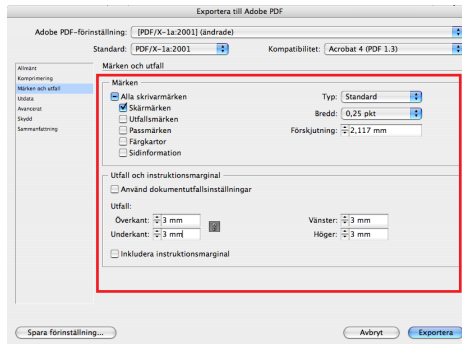 Exportera till Adobe PDF
Adobe PDF-förinställning: [PDF/X-1a:2001] (ändrade)
Standard: PDF/X-1a:2001 Kompatibilitet: Acrobat 4 (PDF 1.3)
Allmänt
Komprimering
Märken och utfall
Utdata
Avancerat
Skydd
Sammanfattning
Märken och utfall
Märken
Alla skrivarmärken Typ: Standard
Skärmärken Bredd: 0,25 pkt
Utfallsmärken
Passmärken Förskjutning: 2,117 mm
Färgkartor
Sidinformation
Utfall och instruktionsmarginal
Använd dokumentutfallsinställningar
Utfall:
Överkant: 3 mm Vänster: 3 mm
Underkant: 3 mm Höger: 3 mm
Inkludera instruktionsmarginal
Spara förinställning... Avbryt Exportera